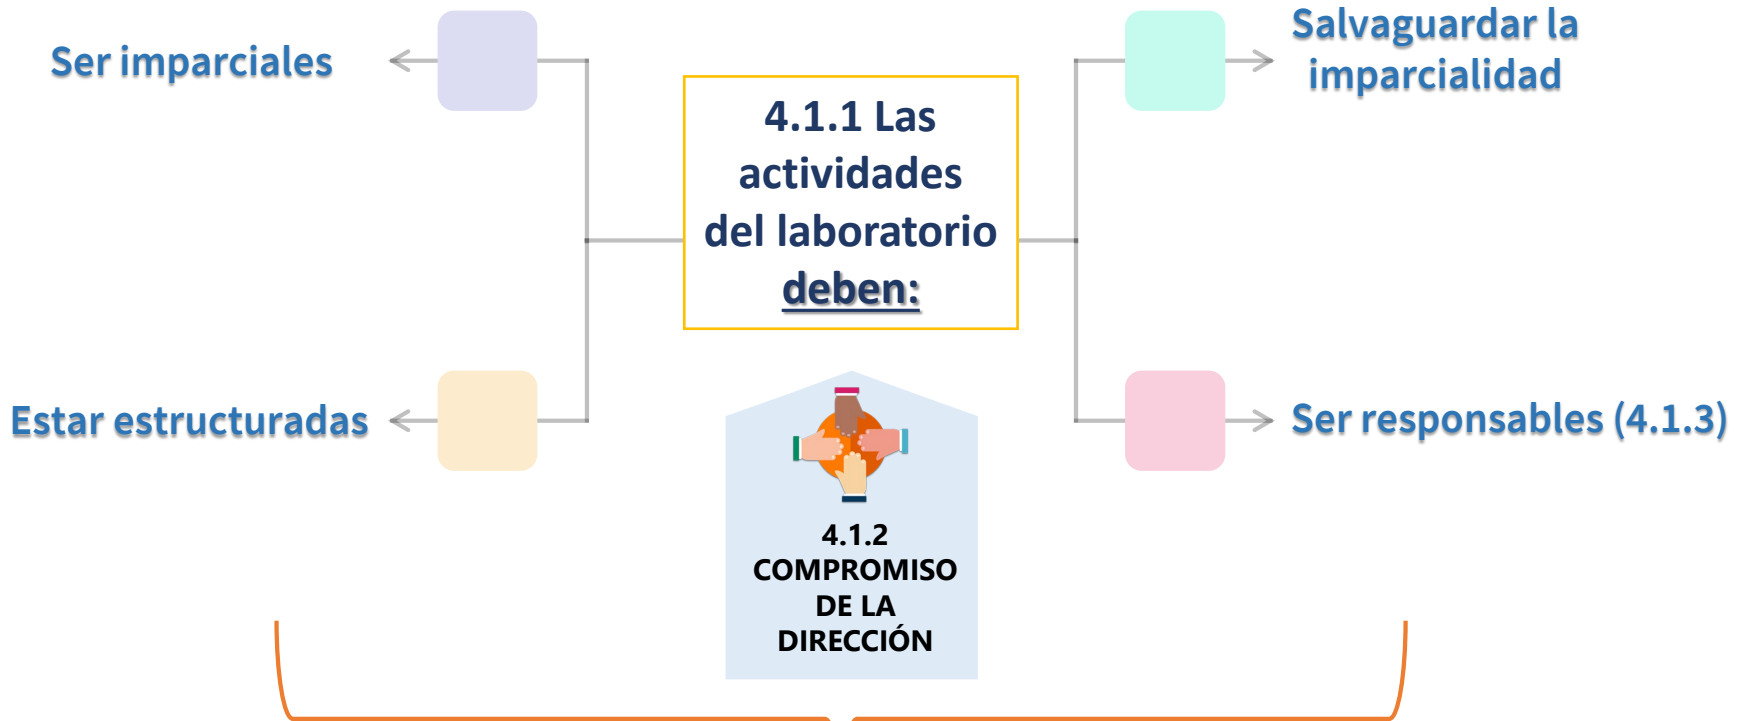 Ser imparciales
Estar estructuradas
4.1.1 Las
actividades
del laboratorio
deben:
Salvaguardar la
imparcialidad
Ser responsables (4.1.3)
4.1.2
COMPROMISO
DE LA
DIRECCIÓN